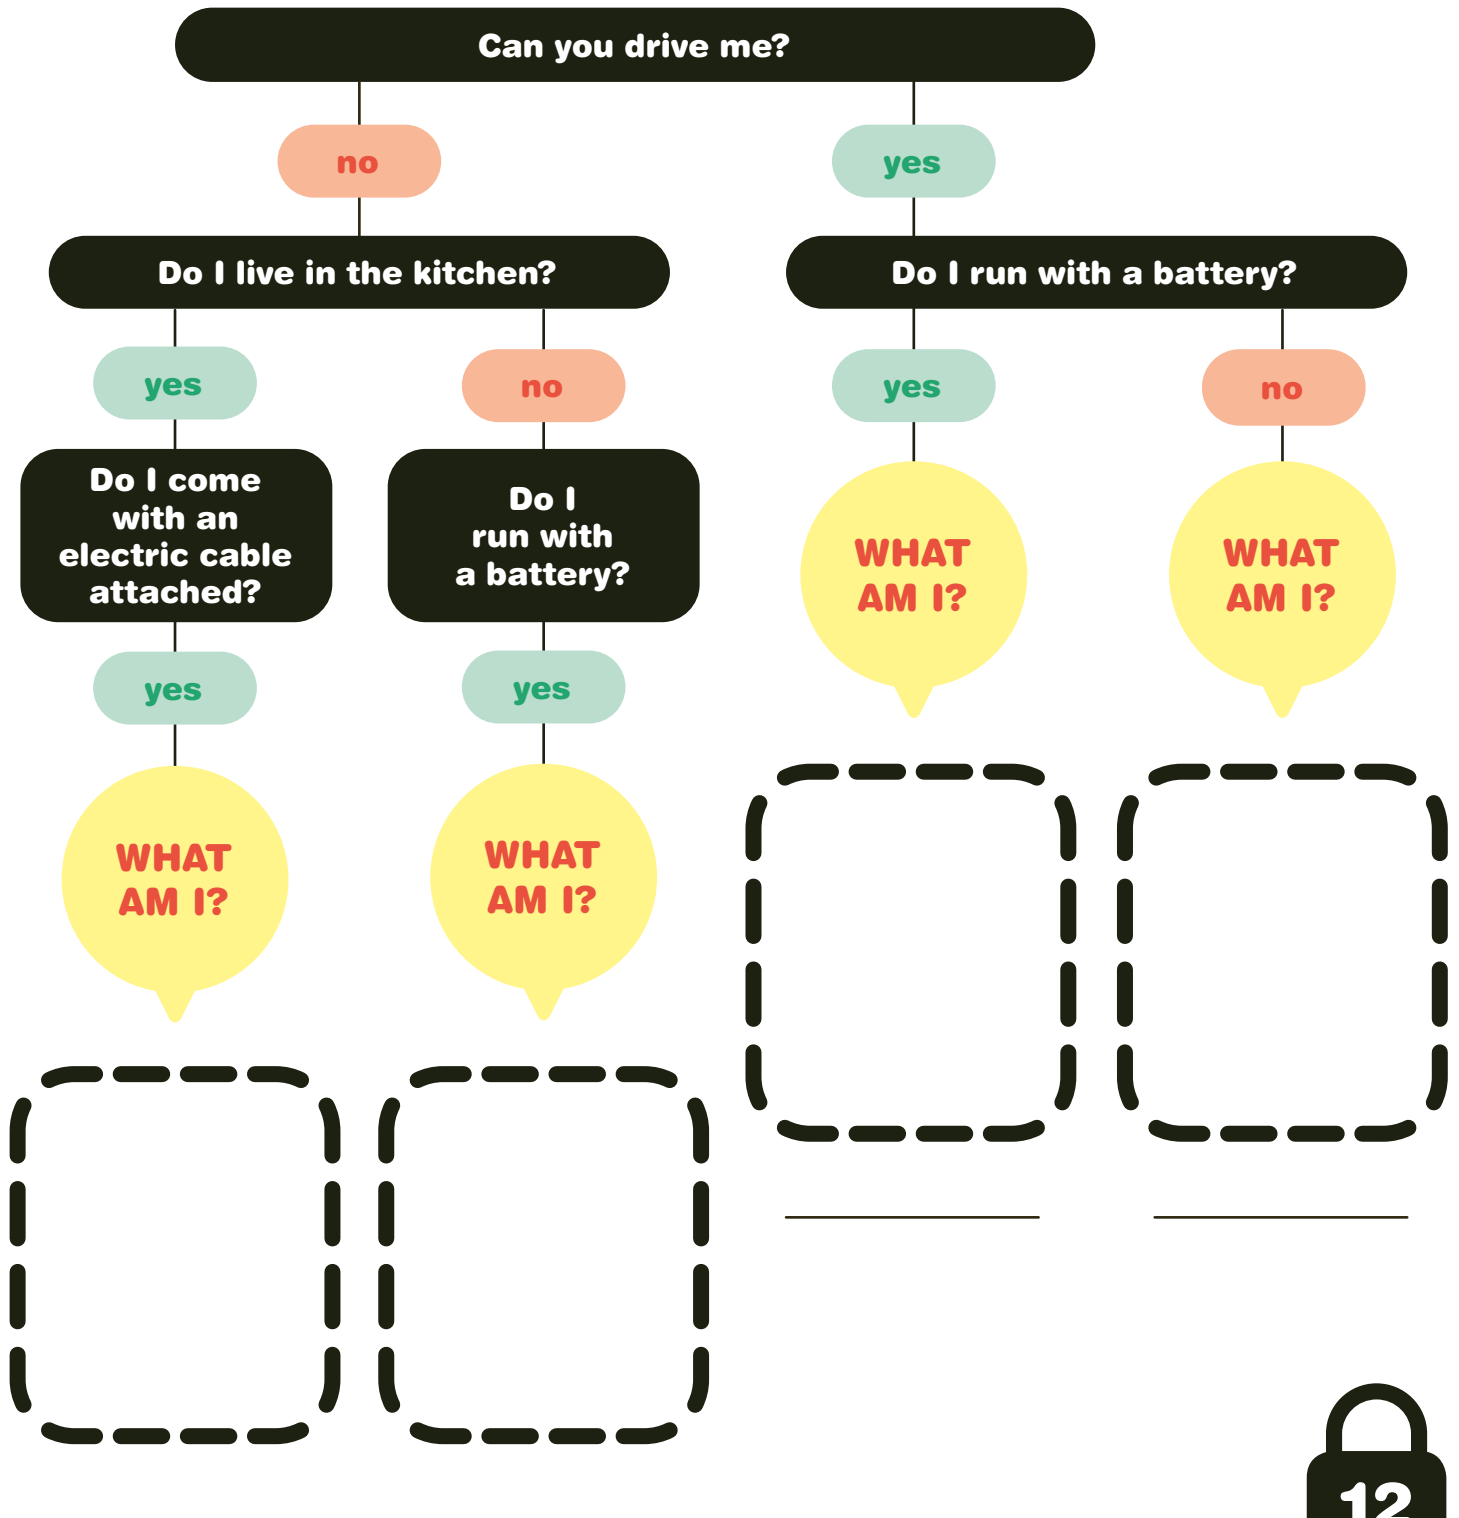 Can you drive me?
no
yes
Do I live in the kitchen?
Do I run with a battery?
yes
no
yes
no
Do I come
with an
electric cable
attached?
Do I
run with
a battery?
WHAT
AM I?
WHAT
AM I?
yes
yes
WHAT
AM I?
WHAT
AM I?
12